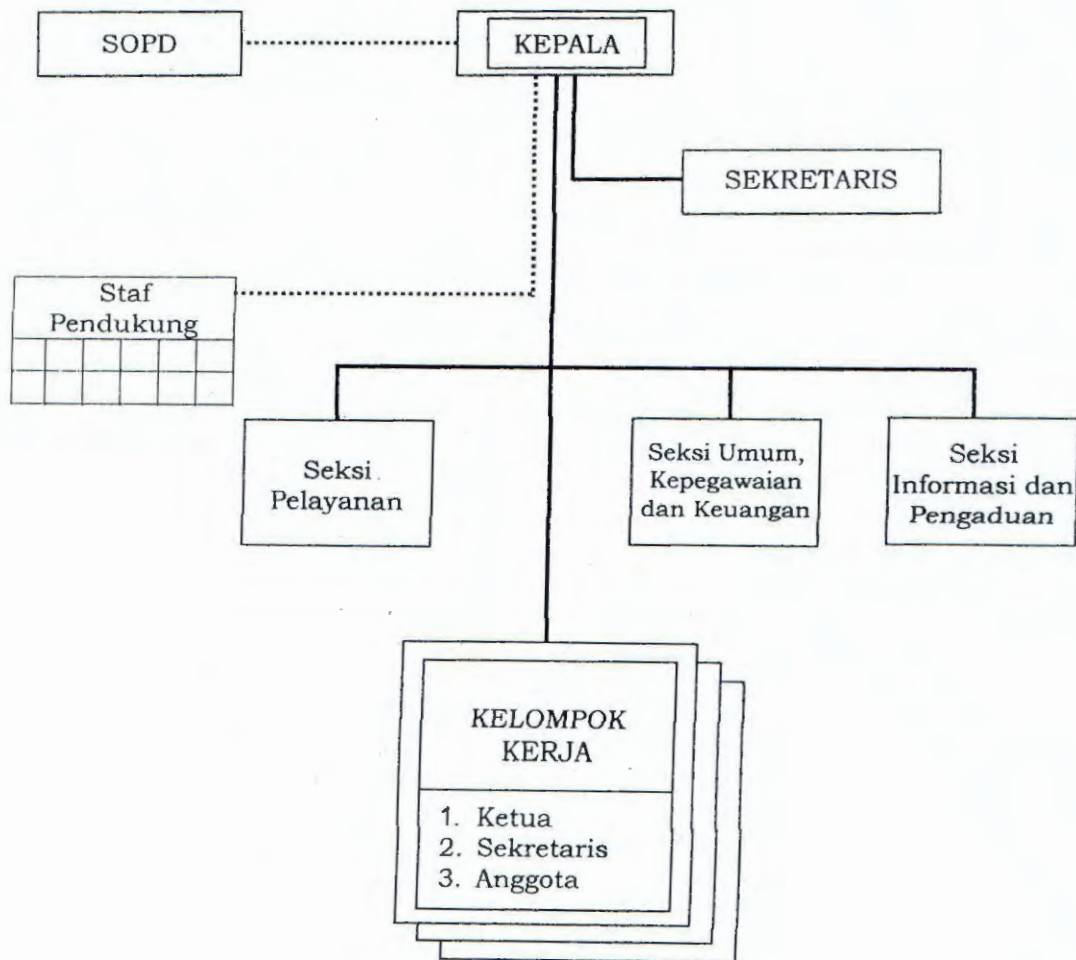 SOPD
KEPALA
SEKRETARIS
Staf
Pendukung
Seksi
Pelayanan
Seksi Umum,
Kepegawaian
dan Keuangan
Seksi
Informasi dan
Pengaduan
KELOMPOK
KERJA
1. Ketua
2. Sekretaris
3. Anggota